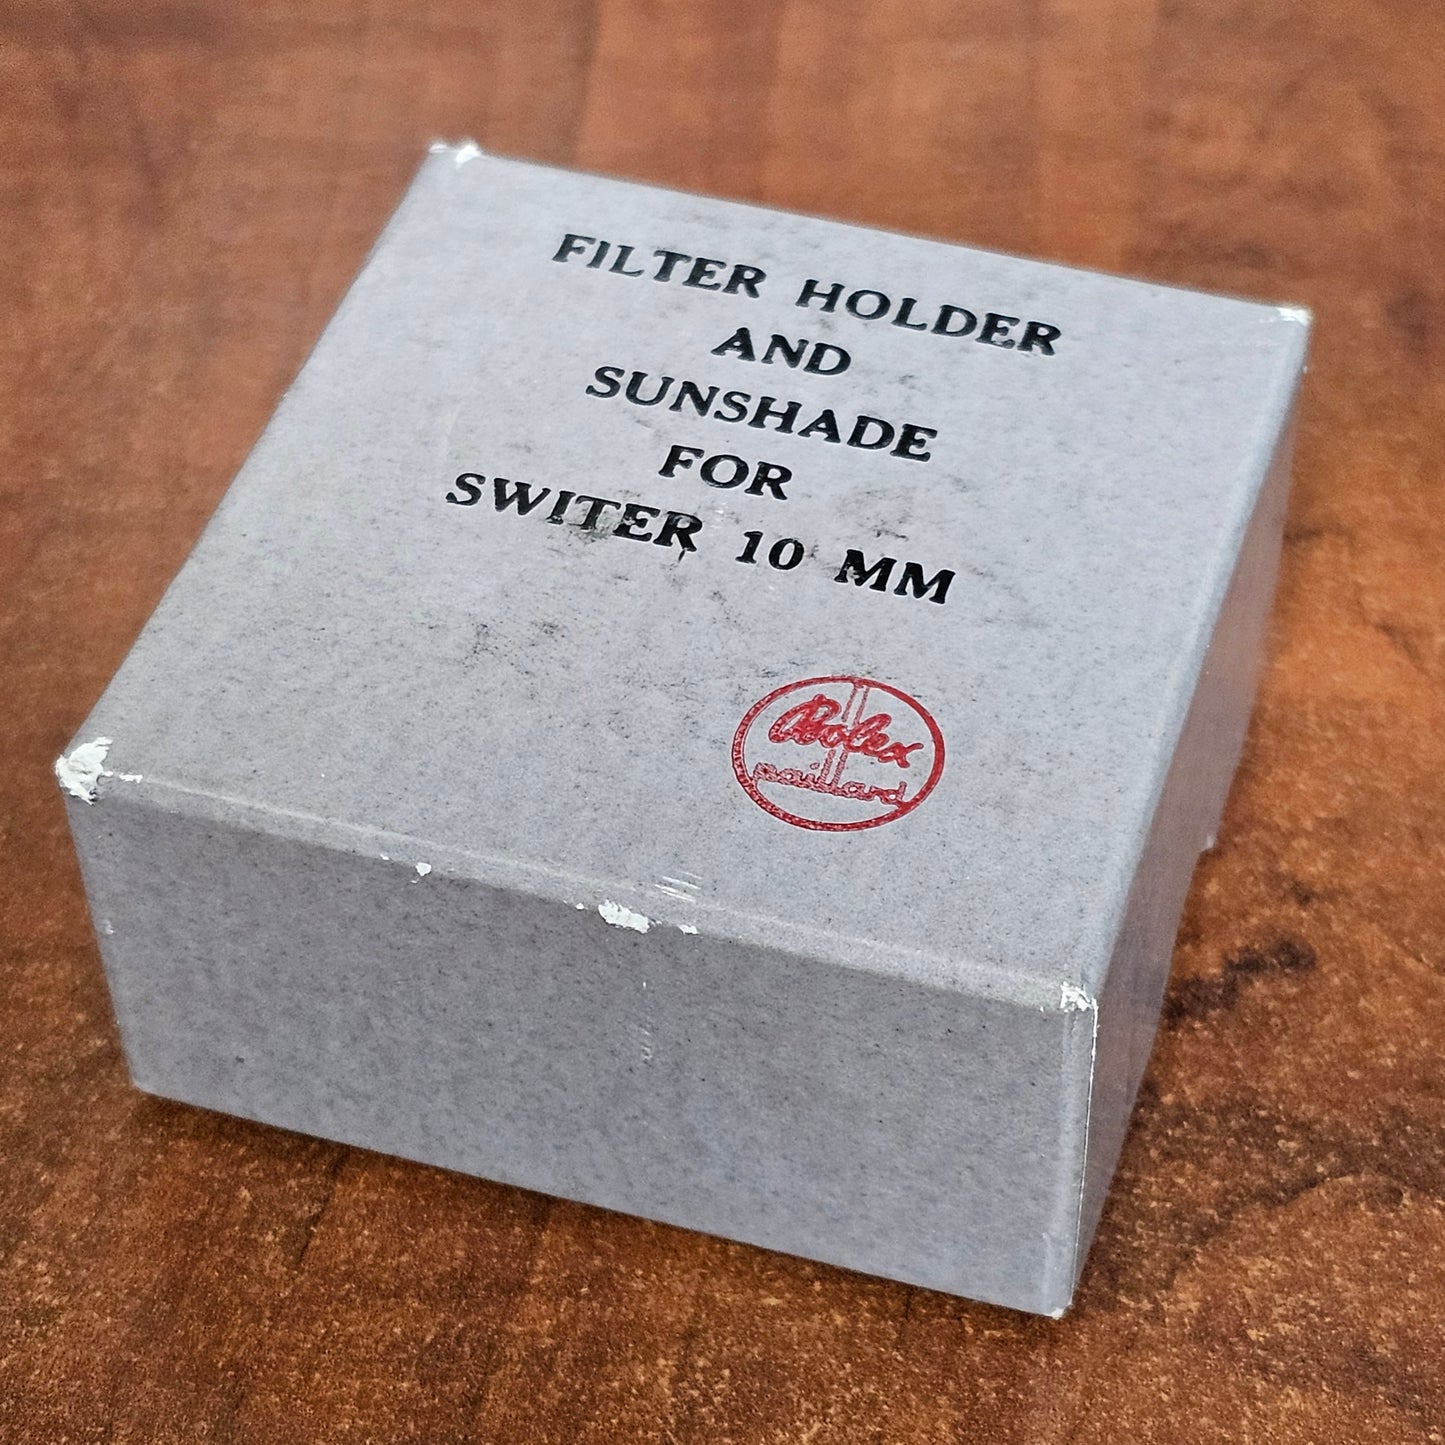 FILTER HOLDER
AND
SUNSHADE
FOR
SWITER 10 MM
Bolex
paillard